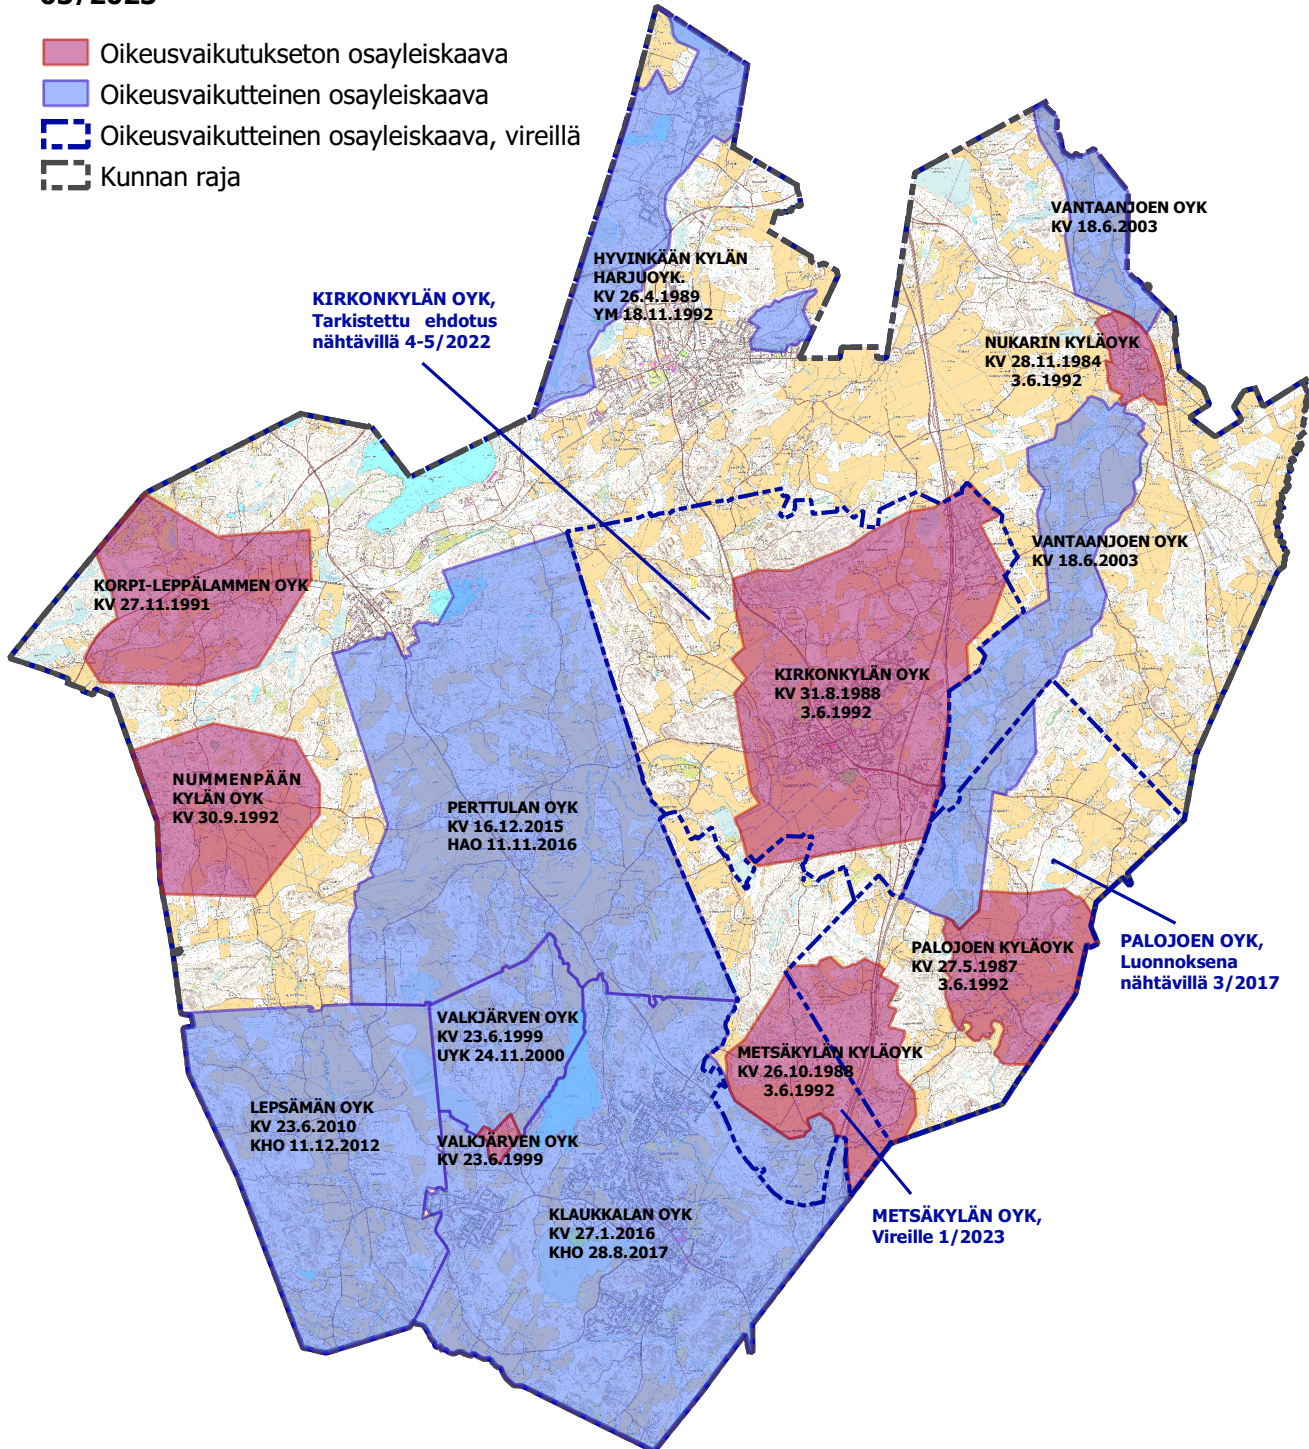 05/2023
Oikeusvaikutukseton osayleiskaava
Oikeusvaikutteinen osayleiskaava
Oikeusvaikutteinen osayleiskaava, vireillä
Kunnan raja
VANTAANJOEN OYK
KV 18.6.2003
HYVINKÄÄN KYLÄN
HARJUOYK.
KV 26.4.1989
YM 18.11.1992
KIRKONKYLÄN OYK,
Tarkistettu ehdotus
nähtävillä 4-5/2022
NUKARIN KYLÄOYK
KV 28.11.1984
3.6.1992
VANTAANJOEN OYK
KV 18.6.2003
KORPI-LEPPÄLAMMEN OYK
KV 27.11.1991
KIRKONKYLÄN OYK
KV 31.8.1988
3.6.1992
NUMMENPÄÄN
KYLÄN OYK
KV 30.9.1992
PERTTULAN OYK
KV 16.12.2015
HAO 11.11.2016
PALOJOEN KYLÄOYK
KV 27.5.1987
3.6.1992
PALOJOEN OYK,
Luonnoksena
nähtävillä 3/2017
VALKJÄRVEN OYK
KV 23.6.1999
UYK 24.11.2000
METSÄKYLÄN KYLÄOYK
KV 26.10.1988
3.6.1992
LEPSÄMÄN OYK
KV 23.6.2010
KHO 11.12.2012
VALKJÄRVEN OYK
KV 23.6.1999
KLAUKKALAN OYK
KV 27.1.2016
KHO 28.8.2017
METSÄKYLÄN OYK,
Vireille 1/2023